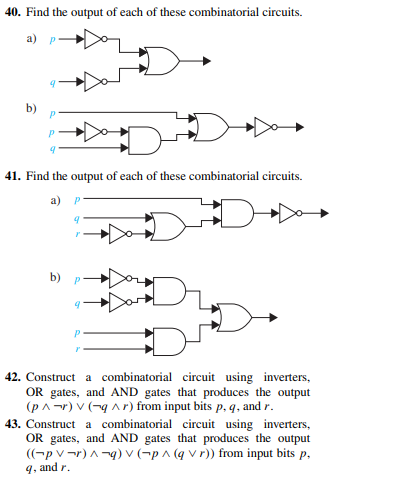 40. Find the output of each of these combinatorial circuits.
a) p
q
b) p
p
q
41. Find the output of each of these combinatorial circuits.
a) p
q
r
b) p
q
p
r
42. Construct a combinatorial circuit using inverters,
OR gates, and AND gates that produces the output
(p ∧ ¬r) ∨ (¬q ∧ r) from input bits p, q, and r.
43. Construct a combinatorial circuit using inverters,
OR gates, and AND gates that produces the output
((¬p ∨ ¬r) ∧ ¬q) ∨ (¬p ∧ (q ∨ r)) from input bits p,
q, and r.